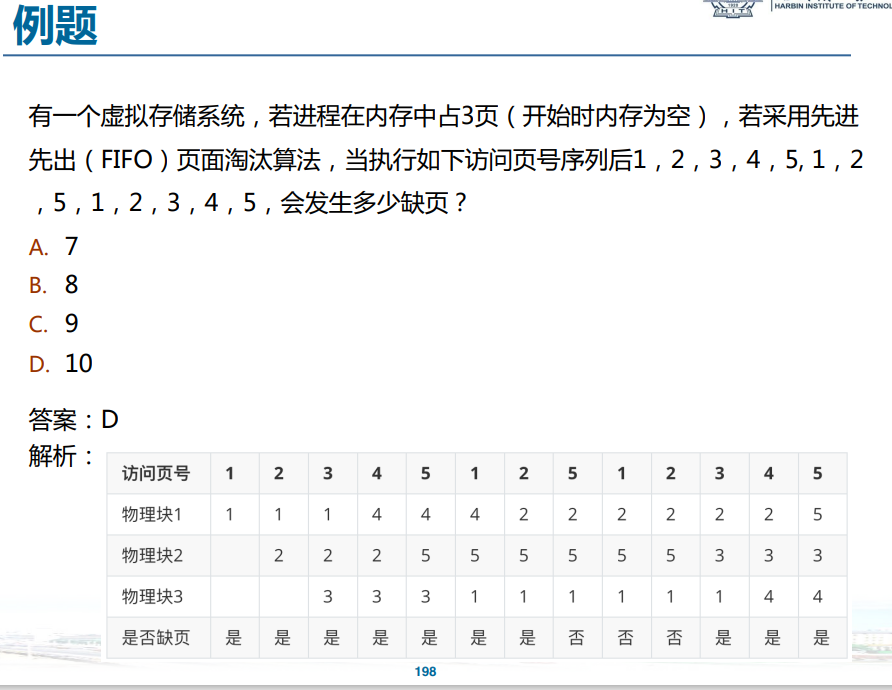 例题
HIT
HARBIN INSTITUTE OF TECHNOL
有一个虚拟存储系统，若进程在内存中占3页（开始时内存为空），若采用先进
先出（FIFO）页面淘汰算法，当执行如下访问页号序列后1，2，3，4，5, 1，2
，5，1，2，3，4，5，会发生多少缺页？
A. 7
B. 8
C. 9
D. 10
答案：D
解析：
访问页号 1 2 3 4 5 1 2 5 1 2 3 4 5
物理块1 1 1 1 4 4 4 2 2 2 2 2 2 5
物理块2 2 2 2 5 5 5 5 5 5 3 3 3
物理块3 3 3 3 1 1 1 1 1 1 4 4
是否缺页 是 是 是 是 是 是 是 否 否 否 是 是 是
198